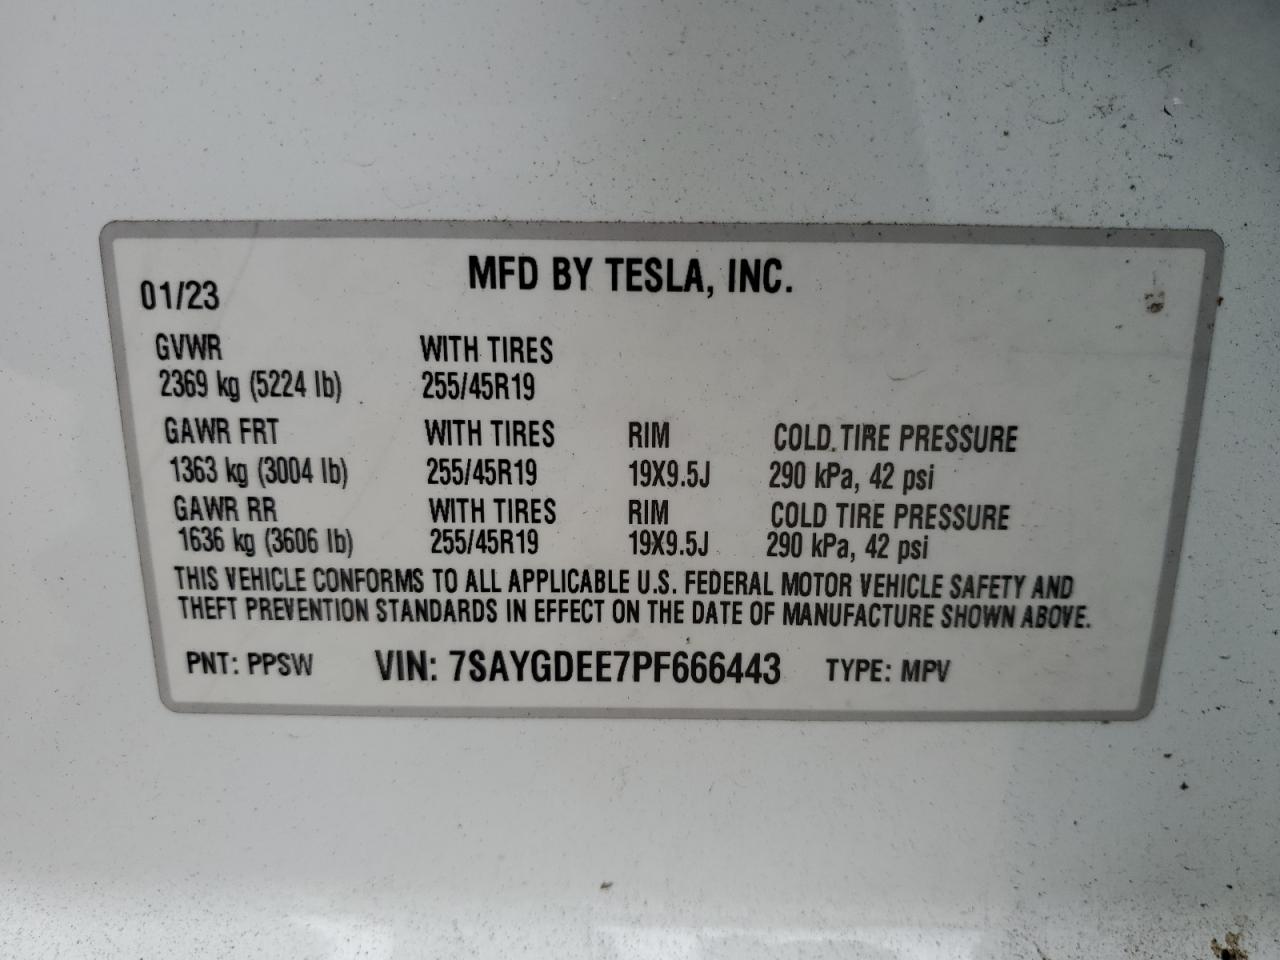 MFD BY TESLA, INC.
01/23
GVWR WITH TIRES
2369 kg (5224 lb) 255/45R19
GAWR FRT WITH TIRES RIM COLD TIRE PRESSURE
1363 kg (3004 lb) 255/45R19 19X9.5J 290 kPa, 42 psi
GAWR RR WITH TIRES RIM COLD TIRE PRESSURE
1636 kg (3606 lb) 255/45R19 19X9.5J 290 kPa, 42 psi
THIS VEHICLE CONFORMS TO ALL APPLICABLE U.S. FEDERAL MOTOR VEHICLE SAFETY AND
THEFT PREVENTION STANDARDS IN EFFECT ON THE DATE OF MANUFACTURE SHOWN ABOVE.
PNT: PPSW VIN: 7SAYGDEE7PF666443 TYPE: MPV